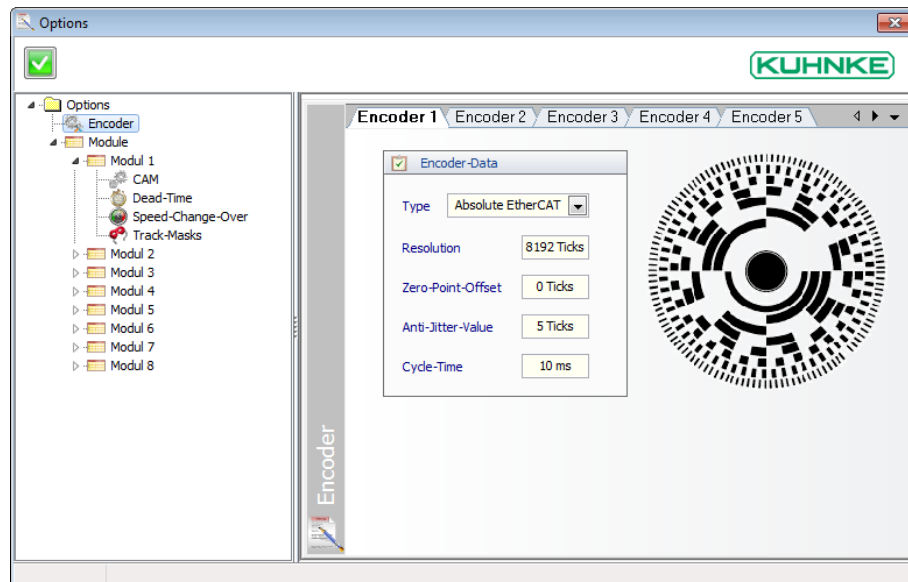 Options
KUHNKE
Options
Encoder
Module
Modul 1
CAM
Dead-Time
Speed-Change-Over
Track-Masks
Modul 2
Modul 3
Modul 4
Modul 5
Modul 6
Modul 7
Modul 8
Encoder
Encoder 1 Encoder 2 Encoder 3 Encoder 4 Encoder 5
Encoder-Data
Type Absolute EtherCAT
Resolution 8192 Ticks
Zero-Point-Offset 0 Ticks
Anti-Jitter-Value 5 Ticks
Cycle-Time 10 ms